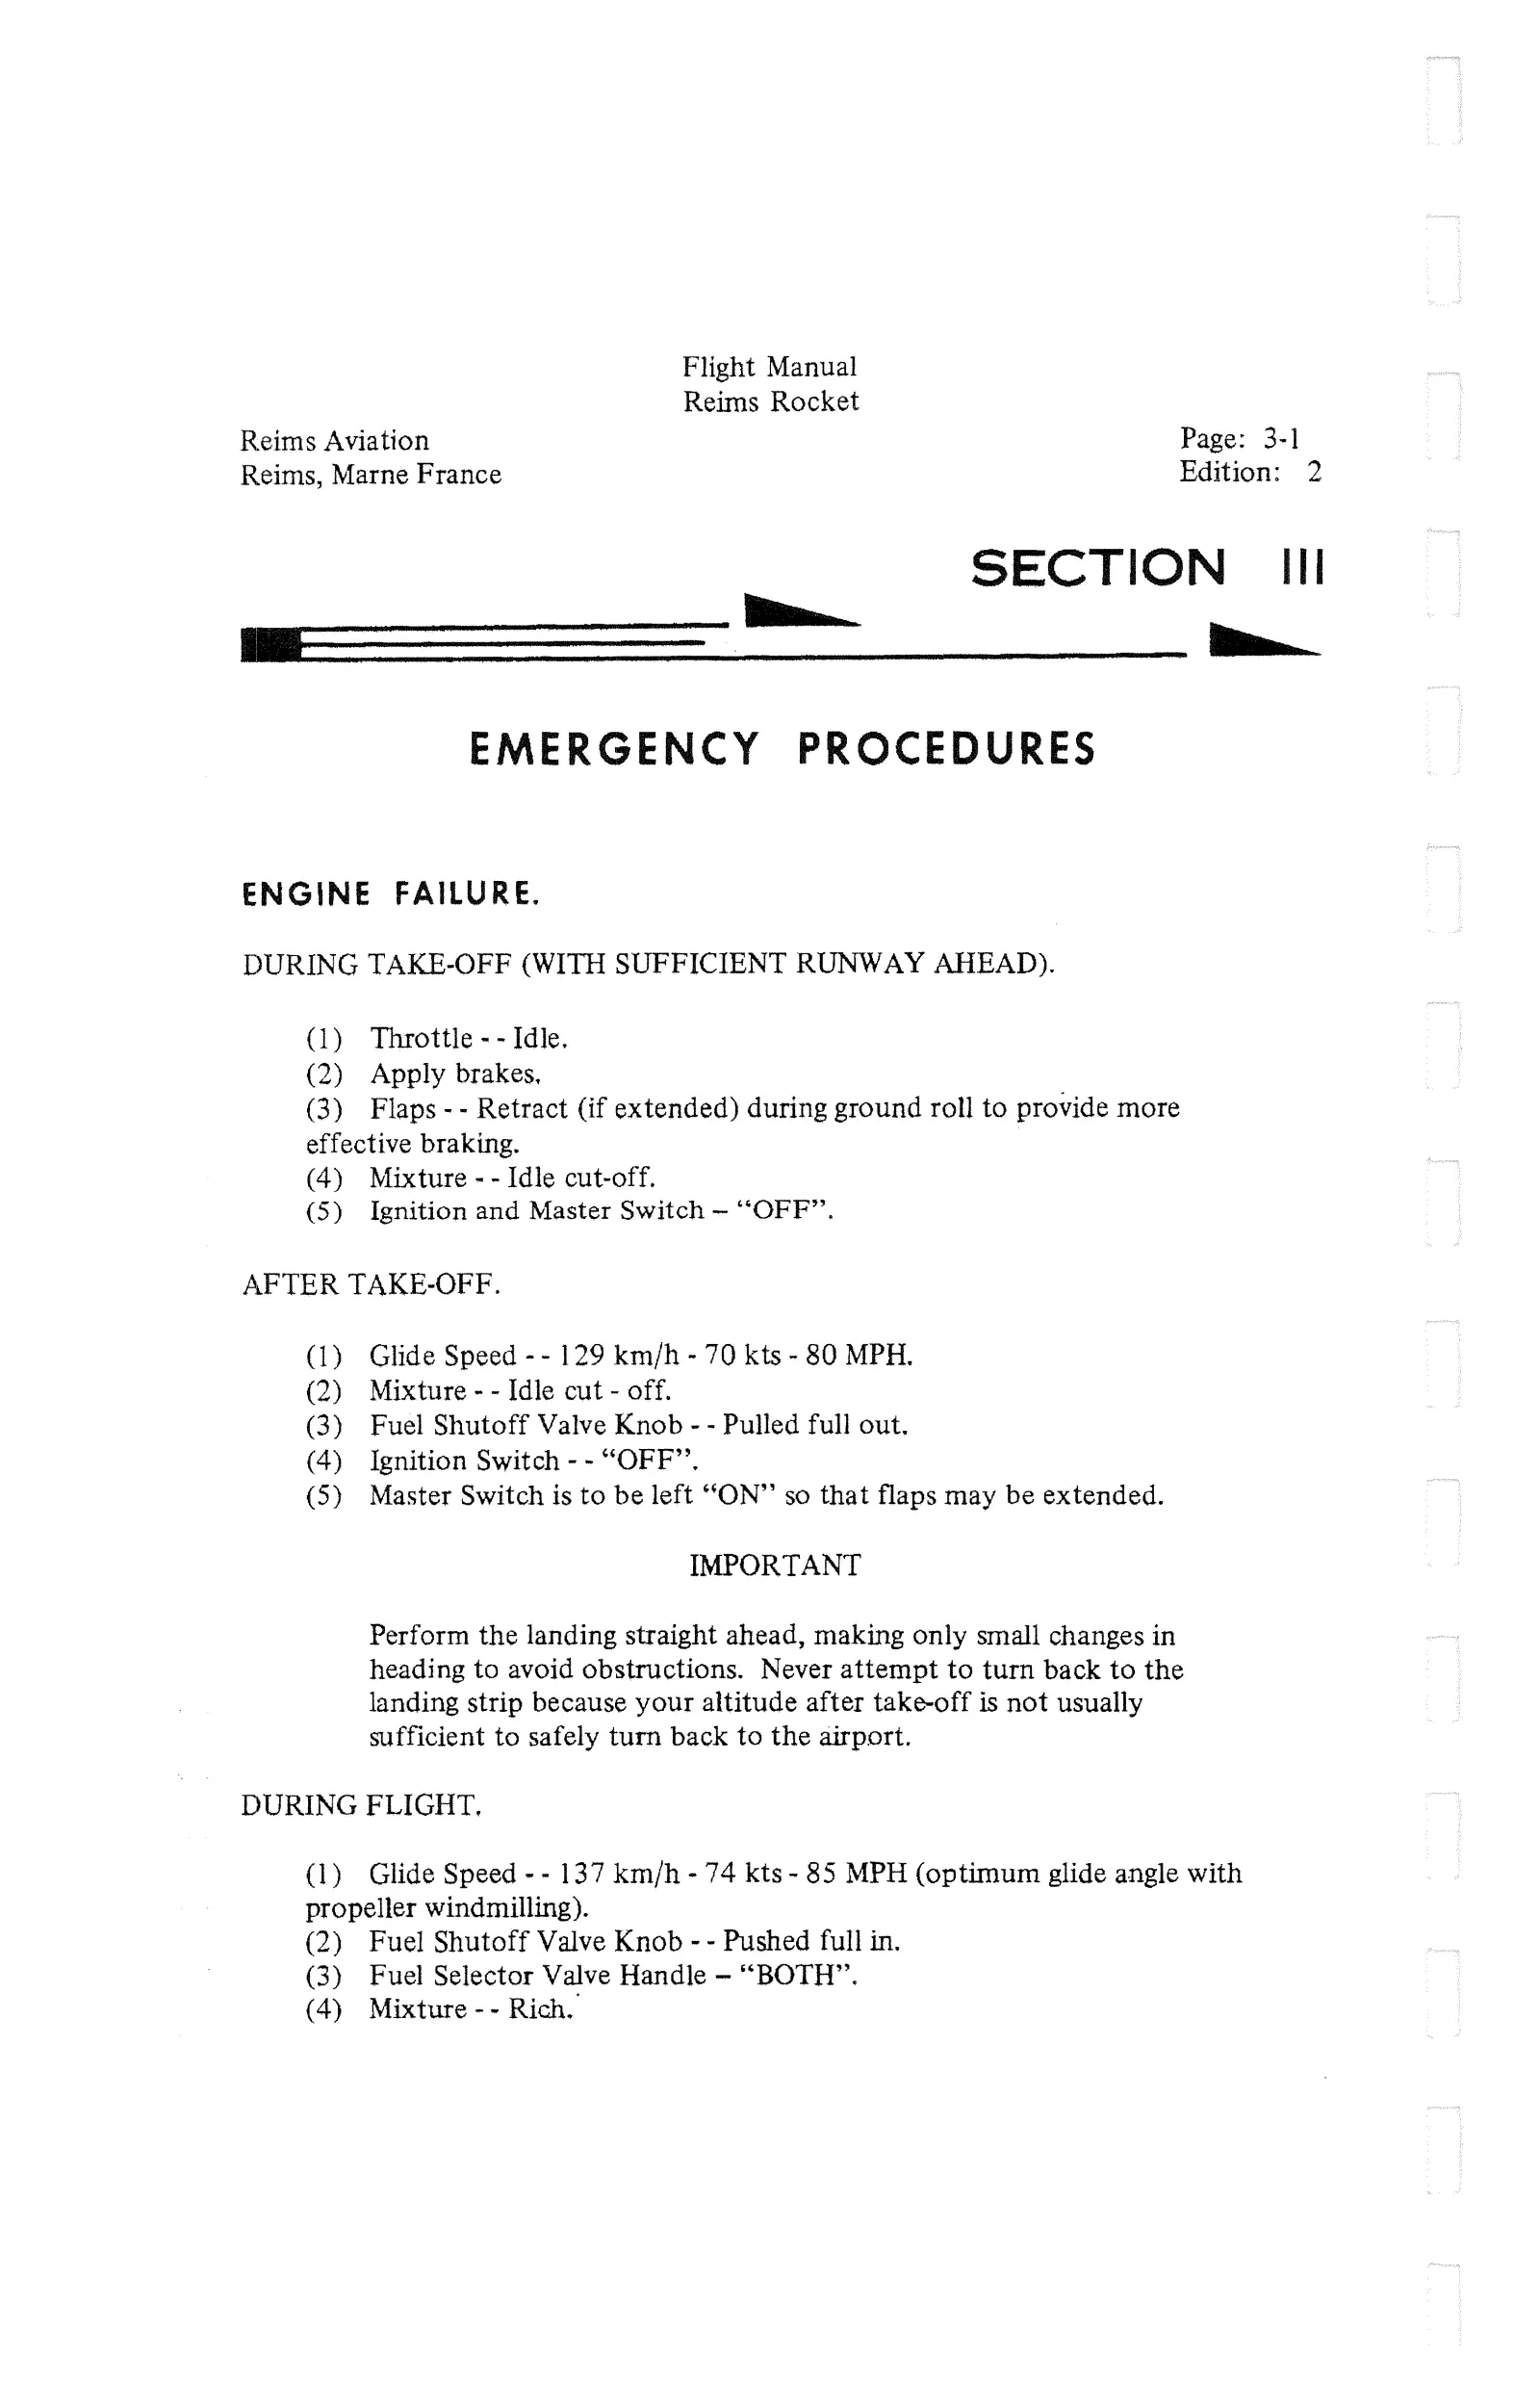 Flight Manual
Reims Rocket
Reims Aviation
Reims, Marne France
Page: 3-1
Edition: 2
SECTION III
EMERGENCY PROCEDURES
ENGINE FAILURE.
DURING TAKE-OFF (WITH SUFFICIENT RUNWAY AHEAD).
(1) Throttle - - Idle.
(2) Apply brakes.
(3) Flaps - - Retract (if extended) during ground roll to provide more
effective braking.
(4) Mixture - - Idle cut-off.
(5) Ignition and Master Switch – “OFF”.
AFTER TAKE-OFF.
(1) Glide Speed - - 129 km/h - 70 kts - 80 MPH.
(2) Mixture - - Idle cut - off.
(3) Fuel Shutoff Valve Knob - - Pulled full out.
(4) Ignition Switch - - “OFF”.
(5) Master Switch is to be left “ON” so that flaps may be extended.
IMPORTANT
Perform the landing straight ahead, making only small changes in
heading to avoid obstructions. Never attempt to turn back to the
landing strip because your altitude after take-off is not usually
sufficient to safely turn back to the airport.
DURING FLIGHT.
(1) Glide Speed - - 137 km/h - 74 kts - 85 MPH (optimum glide angle with
propeller windmilling).
(2) Fuel Shutoff Valve Knob - - Pushed full in.
(3) Fuel Selector Valve Handle – “BOTH”.
(4) Mixture - - Rich.